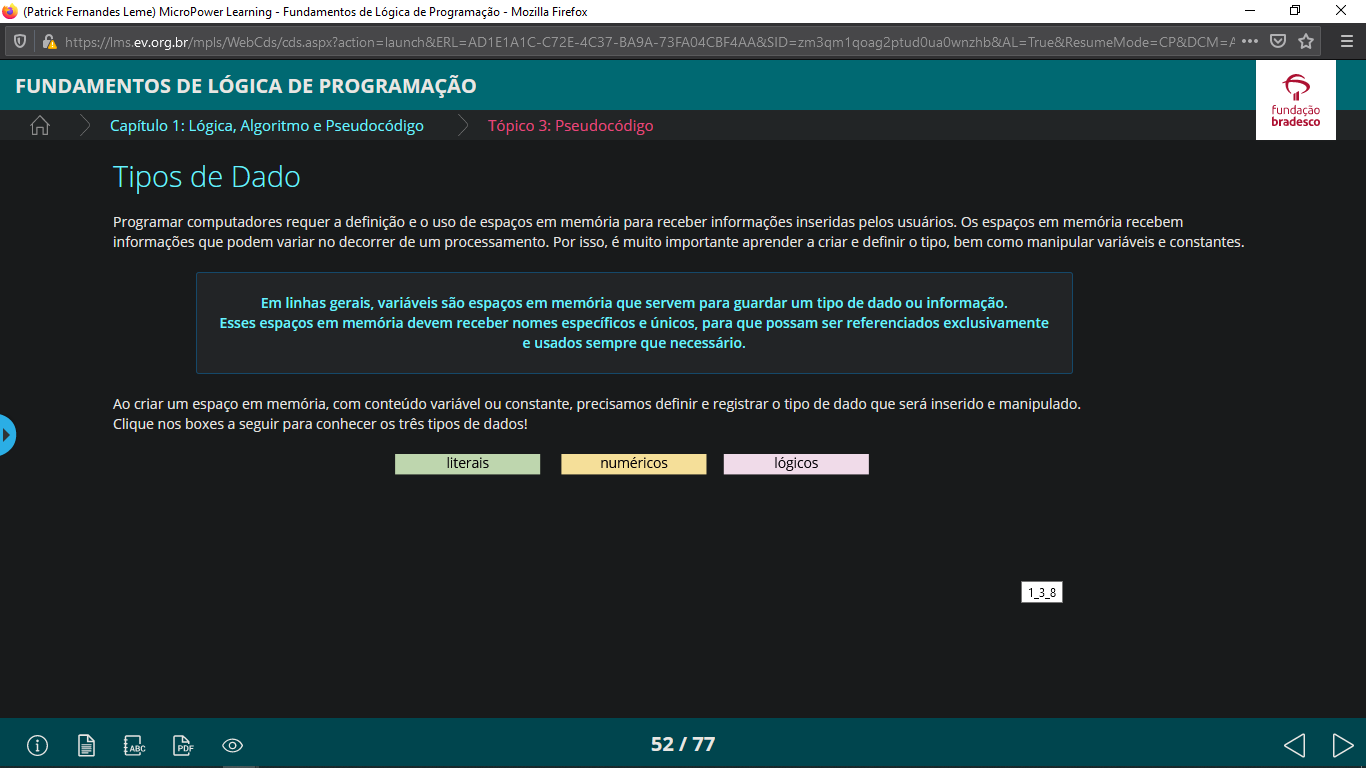 (Patrick Fernandes Leme) MicroPower Learning - Fundamentos de Lógica de Programação - Mozilla Firefox
https://lms.ev.org.br/mpls/WebCds/cds.aspx?action=launch&ERL=AD1E1A1C-C72E-4C37-BA9A-73FA04CBF4AA&SID=zm3qm1qoag2ptud0ua0wnzhb&AL=True&ResumeMode=CP&DCM=A
FUNDAMENTOS DE LÓGICA DE PROGRAMAÇÃO
fundação
bradesco
Capítulo 1: Lógica, Algoritmo e Pseudocódigo
Tópico 3: Pseudocódigo
Tipos de Dado
Programar computadores requer a definição e o uso de espaços em memória para receber informações inseridas pelos usuários. Os espaços em memória recebem
informações que podem variar no decorrer de um processamento. Por isso, é muito importante aprender a criar e definir o tipo, bem como manipular variáveis e constantes.
Em linhas gerais, variáveis são espaços em memória que servem para guardar um tipo de dado ou informação.
Esses espaços em memória devem receber nomes específicos e únicos, para que possam ser referenciados exclusivamente
e usados sempre que necessário.
Ao criar um espaço em memória, com conteúdo variável ou constante, precisamos definir e registrar o tipo de dado que será inserido e manipulado.
Clique nos boxes a seguir para conhecer os três tipos de dados!
literais
numéricos
lógicos
1_3_8
ABC
PDF
52 / 77